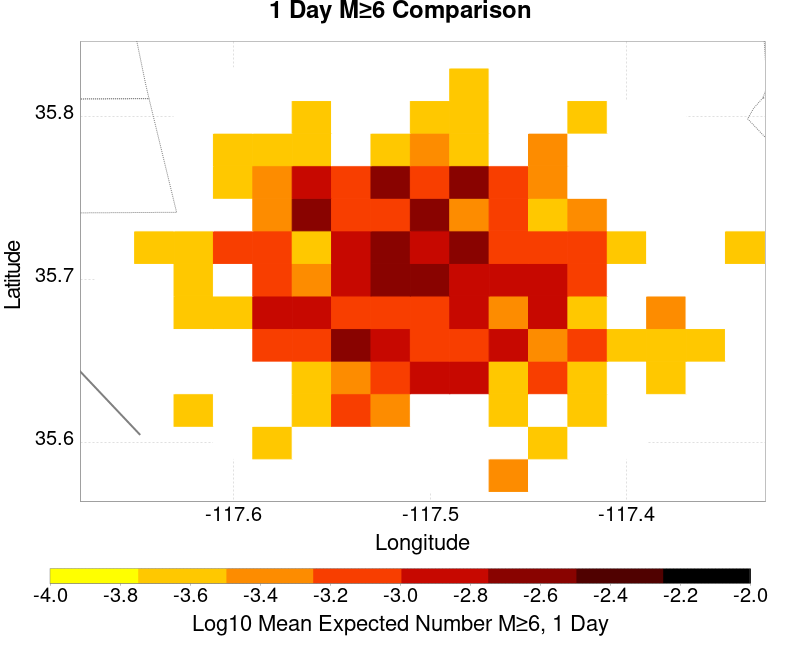 1 Day M≥6 Comparison
35.8
35.7
35.6
Latitude
-117.6 -117.5 -117.4
Longitude
-4.0 -3.8 -3.6 -3.4 -3.2 -3.0 -2.8 -2.6 -2.4 -2.2 -2.0
Log10 Mean Expected Number M≥6, 1 Day